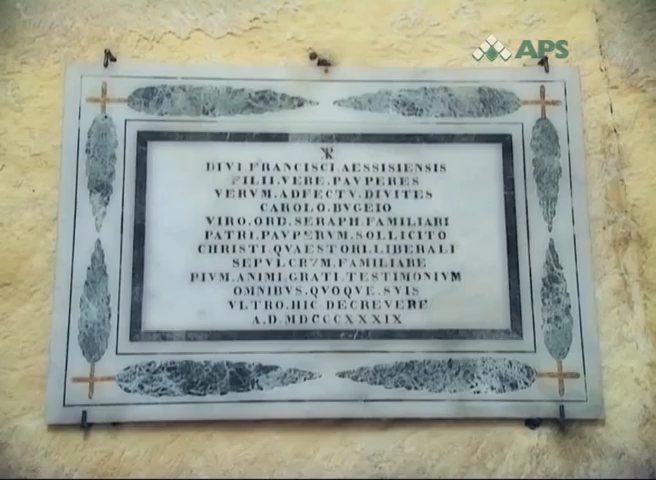 APS
DIVI.FRANCISCI.AESSISIENSIS
FILII.VERE.PAVPERES
VERVM.ADFECTV.DIVITES
CAROLO.BVGEIO
VIRO.ORD.SERAPH.FAMILIARI
PATRI.PAVPERVM.SOLLICITO
CHRISTI.QVAESTORI.LIBERALI
SEPVLCRVM.FAMILIARE
PIVM.ANIMI.GRATI.TESTIMONIVM
OMNIBVS.QVOQVE.SVIS
VLTRO.HIC DECREVERE
A.D.MDCCCXXXIX